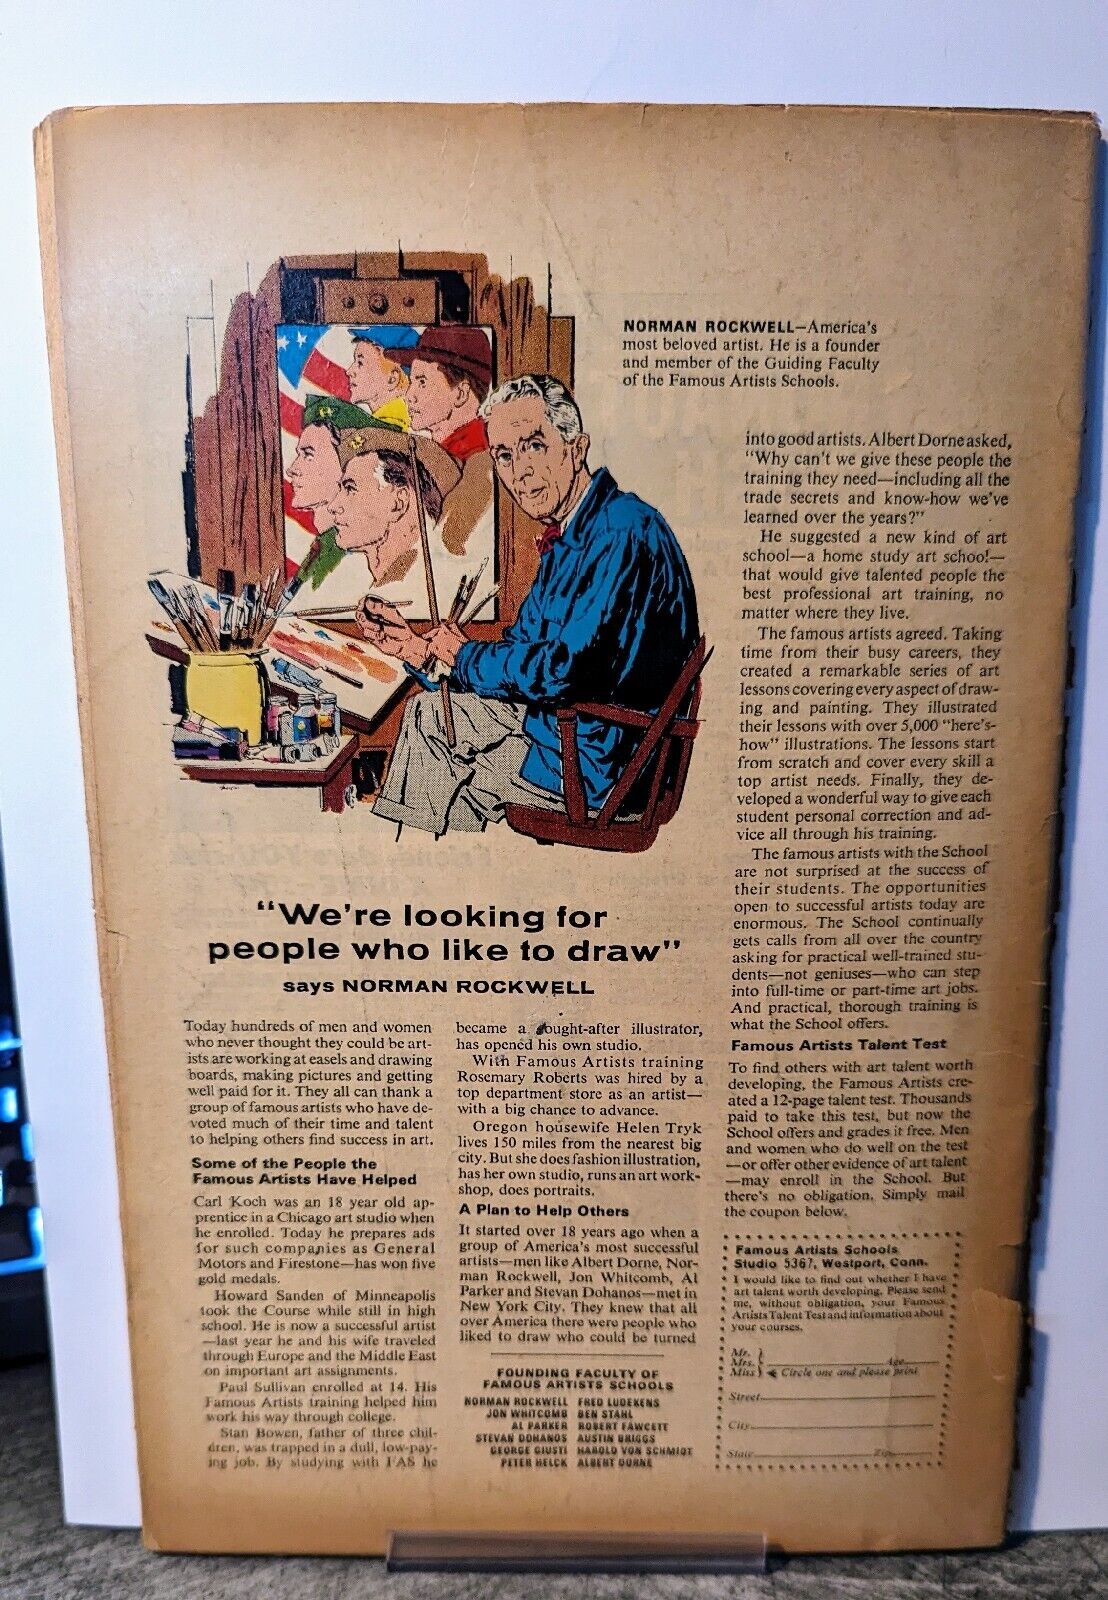 NORMAN ROCKWELL—America's
most beloved artist. He is a founder
and member of the Guiding Faculty
of the Famous Artists Schools.
"We're looking for
people who like to draw"
says NORMAN ROCKWELL
Today hundreds of men and women
who never thought they could be art-
ists are working at easels and drawing
boards, making pictures and getting
well paid for it. They all can thank a
group of famous artists who have de-
voted much of their time and talent
to helping others find success in art.
Some of the People the
Famous Artists Have Helped
Carl Koch was an 18 year old ap-
prentice in a Chicago art studio when
he enrolled. Today he prepares ads
for such companies as General
Motors and Firestone—has won five
gold medals.
Howard Sanden of Minneapolis
took the Course while still in high
school. He is now a successful artist
—last year he and his wife traveled
through Europe and the Middle East
on important art assignments.
Paul Sullivan enrolled at 14. His
Famous Artists training helped him
work his way through college.
Stan Bowen, father of three chil-
dren, was trapped in a dull, low-pay-
ing job. By studying with FAS he
became a sought-after illustrator,
has opened his own studio.
With Famous Artists training
Rosemary Roberts was hired by a
top department store as an artist—
with a big chance to advance.
Oregon housewife Helen Tryk
lives 150 miles from the nearest big
city. But she does fashion illustration,
has her own studio, runs an art work-
shop, does portraits.
A Plan to Help Others
It started over 18 years ago when a
group of America's most successful
artists—men like Albert Dorne, Nor-
man Rockwell, Jon Whitcomb, Al
Parker and Stevan Dohanos—met in
New York City. They knew that all
over America there were people who
liked to draw who could be turned
into good artists. Albert Dorne asked,
"Why can't we give these people the
training they need—including all the
trade secrets and know-how we've
learned over the years?"
He suggested a new kind of art
school—a home study art school—
that would give talented people the
best professional art training, no
matter where they live.
The famous artists agreed. Taking
time from their busy careers, they
created a remarkable series of art
lessons covering every aspect of draw-
ing and painting. They illustrated
their lessons with over 5,000 "here's-
how" illustrations. The lessons start
from scratch and cover every skill a
top artist needs. Finally, they de-
veloped a wonderful way to give each
student personal correction and ad-
vice all through his training.
The famous artists with the School
are not surprised at the success of
their students. The opportunities
open to successful artists today are
enormous. The School continually
gets calls from all over the country
asking for practical well-trained stu-
dents—not geniuses—who can step
into full-time or part-time art jobs.
And practical, thorough training is
what the School offers.
Famous Artists Talent Test
To find others with art talent worth
developing, the Famous Artists cre-
ated a 12-page talent test. Thousands
paid to take this test, but now the
School offers and grades it free. Men
and women who do well on the test
—or offer other evidence of art talent
—may enroll in the School. But
there's no obligation. Simply mail
the coupon below.
FOUNDING FACULTY OF
FAMOUS ARTISTS SCHOOLS
NORMAN ROCKWELL FRED LUDEKENS
JON WHITCOMB BEN STAHL
AL PARKER ROBERT FAWCETT
STEVAN DOHANOS AUSTIN BRIGGS
GEORGE GIUSTI HAROLD VON SCHMIDT
PETER HELCK ALBERT DORNE
Famous Artists Schools
Studio 5367, Westport, Conn.
I would like to find out whether I have
art talent worth developing. Please send
me, without obligation, your Famous
Artists Talent Test and information about
your courses.
Mr.
Mrs. Age
Miss Circle one and please print
Street
City
State Zip